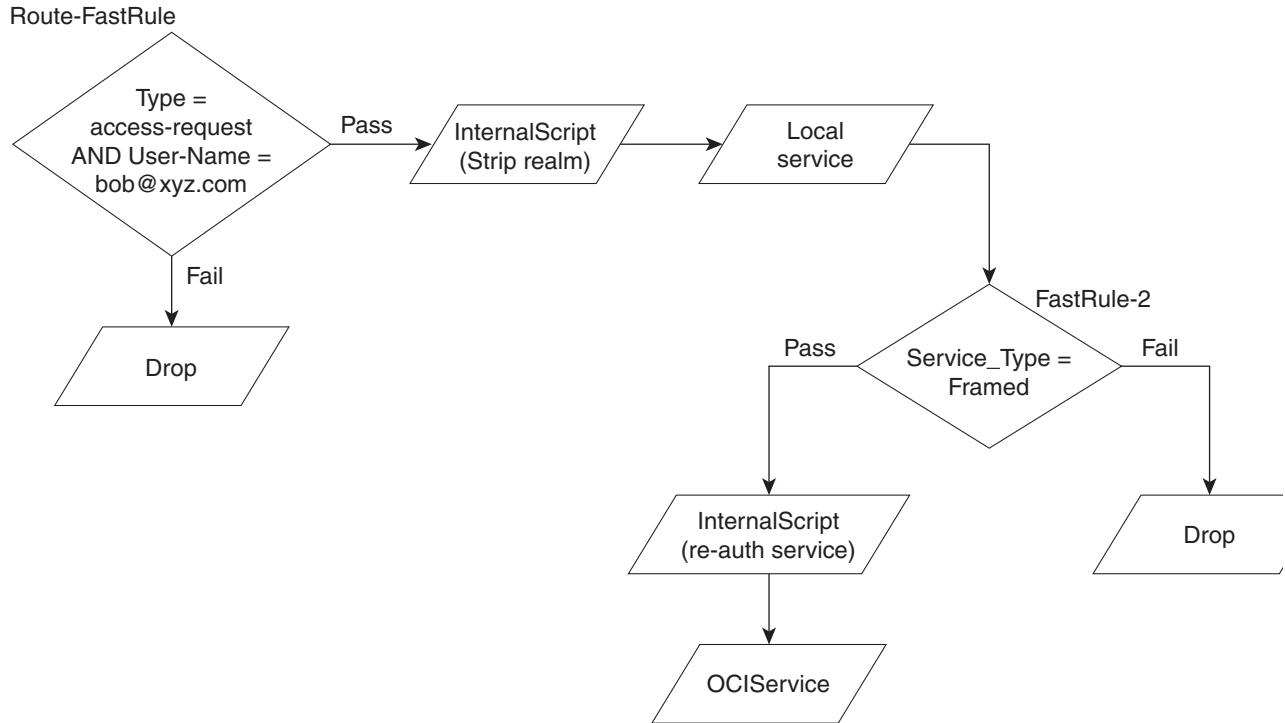 Route-FastRule
Type =
access-request
AND User-Name =
bob@xyz.com
Pass
InternalScript
(Strip realm)
Local
service
Fail
Drop
FastRule-2
Pass
Service_Type =
Framed
Fail
InternalScript
(re-auth service)
Drop
OCIService